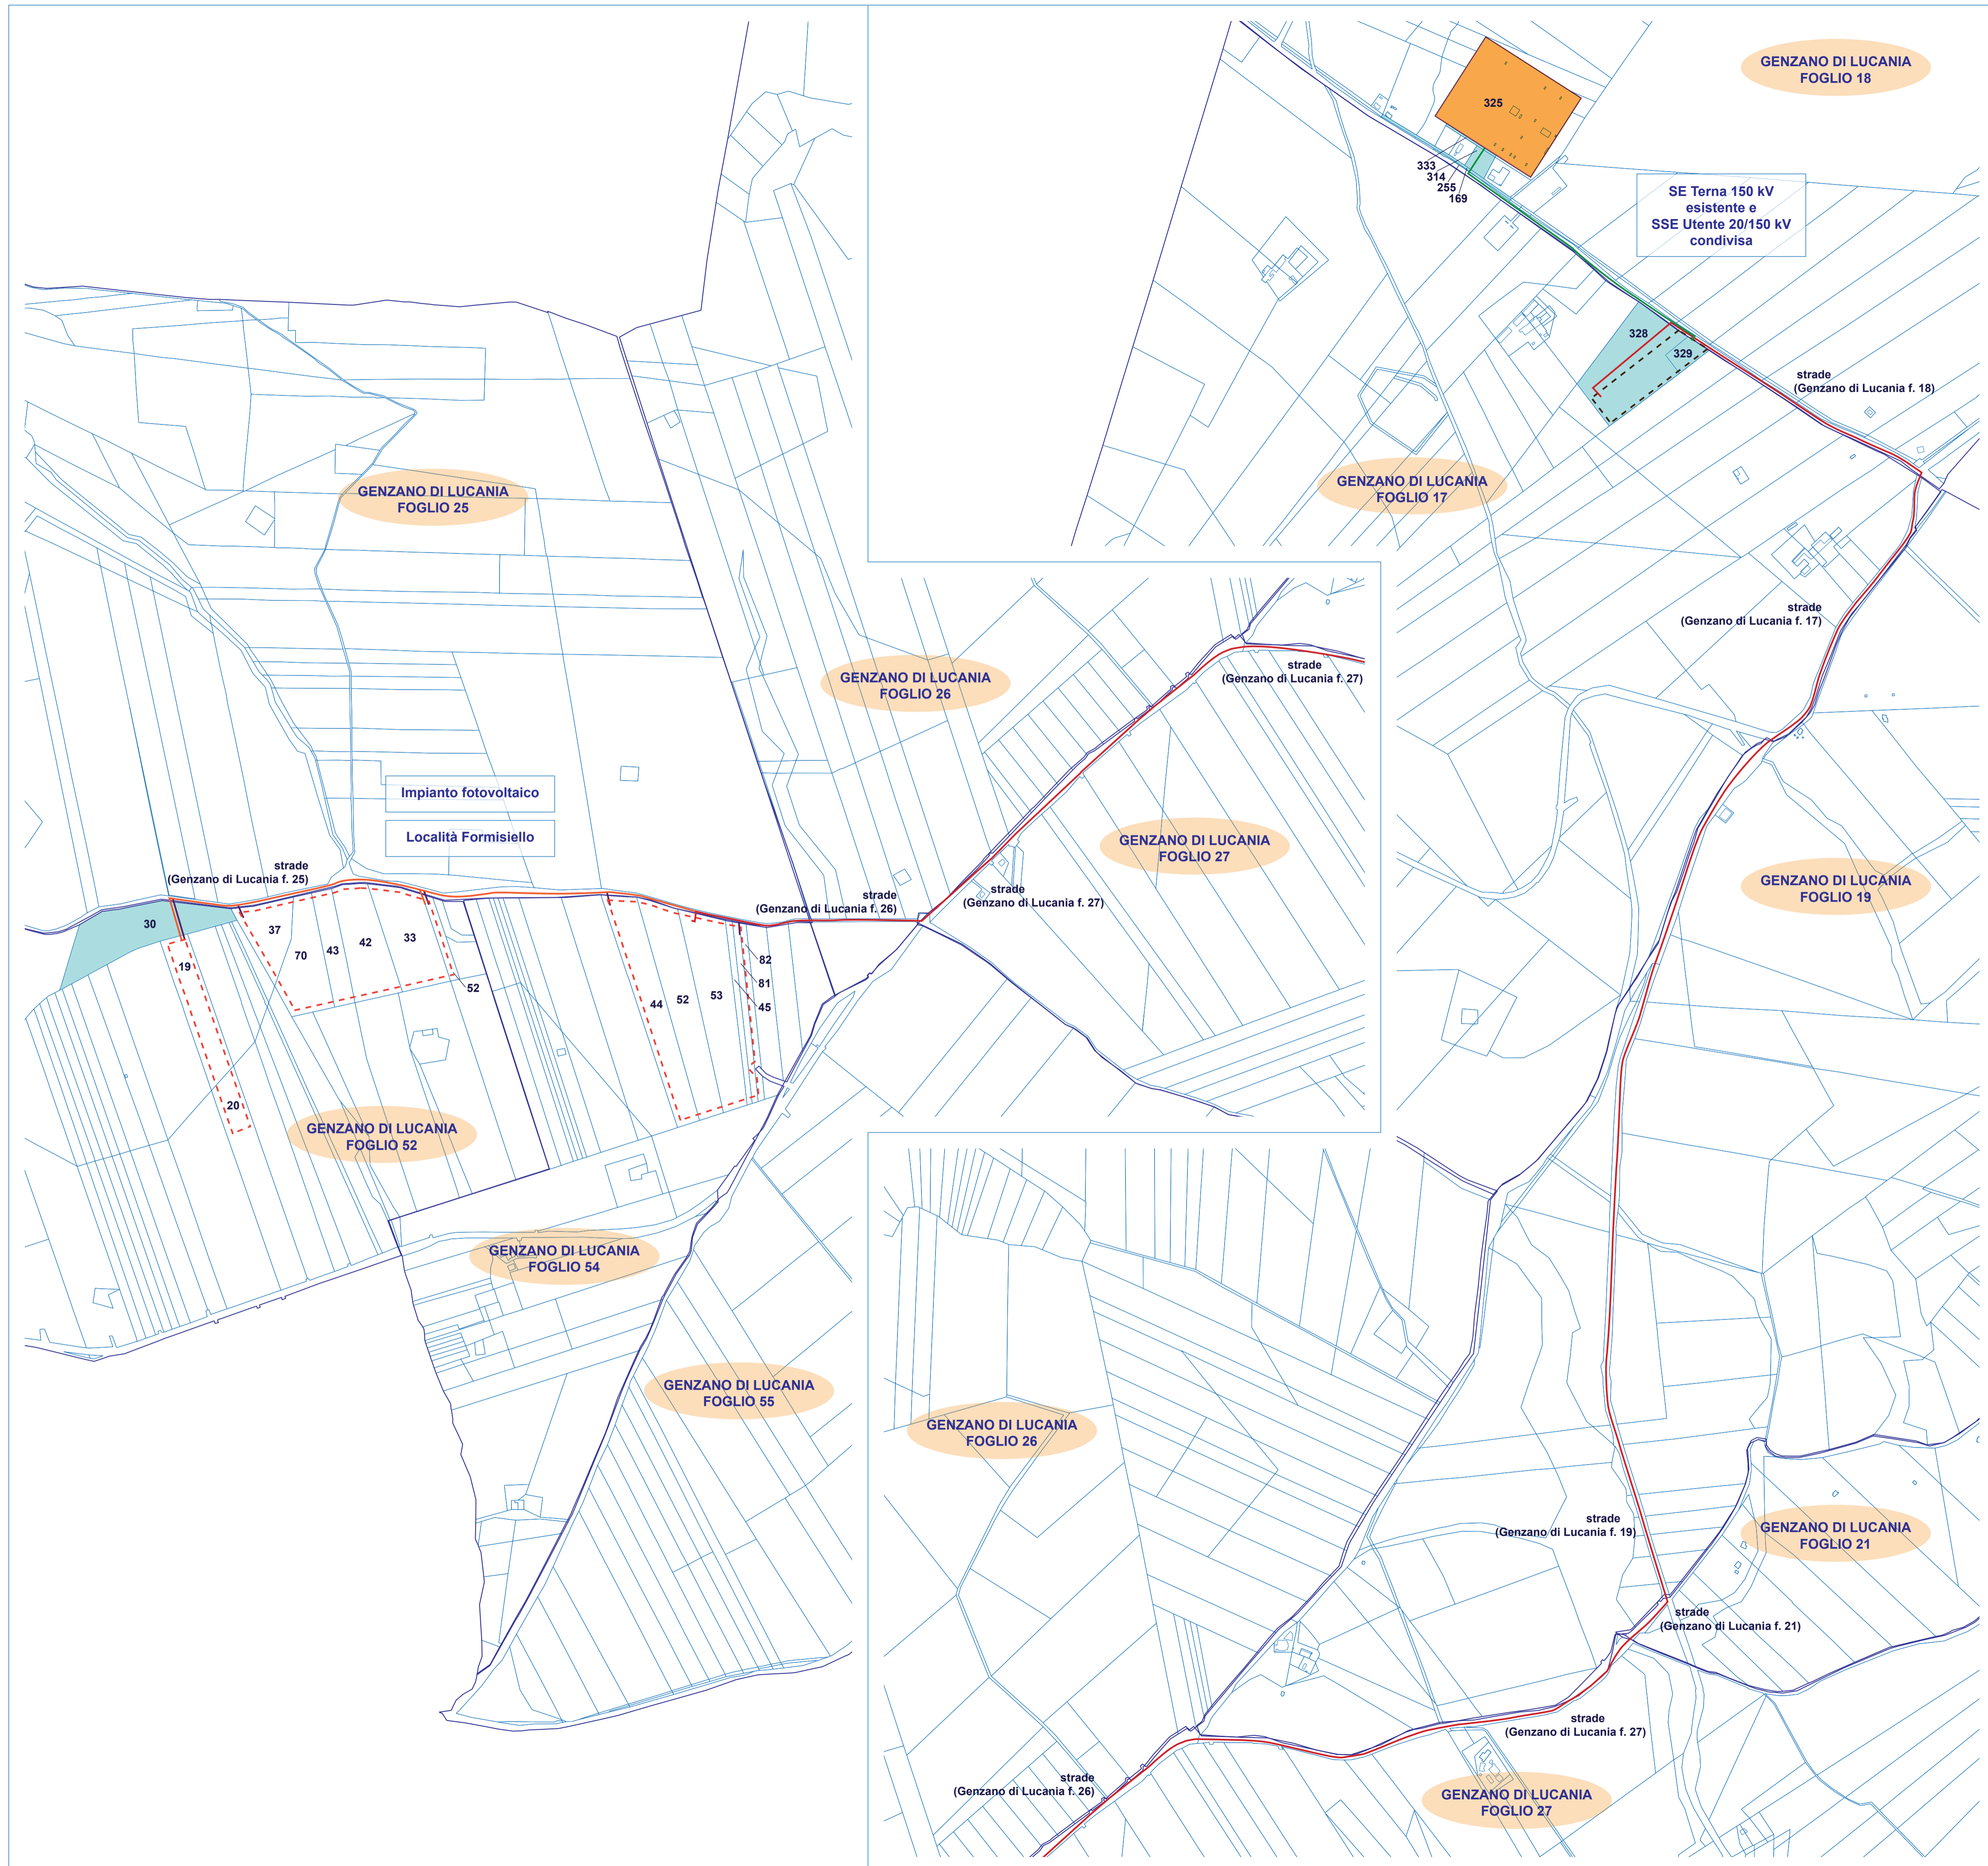 GENZANO DI LUCANIA
FOGLIO 18
325
333
314
255
169
SE Terna 150 kV
esistente e
SSE Utente 20/150 kV
condivisa
328
329
strade
(Genzano di Lucania f. 18)
GENZANO DI LUCANIA
FOGLIO 17
GENZANO DI LUCANIA
FOGLIO 25
strade
(Genzano di Lucania f. 17)
GENZANO DI LUCANIA
FOGLIO 26
strade
(Genzano di Lucania f. 27)
Impianto fotovoltaico
Località Formisiello
GENZANO DI LUCANIA
FOGLIO 27
GENZANO DI LUCANIA
FOGLIO 19
strade
(Genzano di Lucania f. 25)
strade
(Genzano di Lucania f. 26)
strade
(Genzano di Lucania f. 27)
30
37
70
43
42
33
19
52
82
81
45
44
52
53
20
GENZANO DI LUCANIA
FOGLIO 52
GENZANO DI LUCANIA
FOGLIO 54
GENZANO DI LUCANIA
FOGLIO 55
GENZANO DI LUCANIA
FOGLIO 26
strade
(Genzano di Lucania f. 19)
GENZANO DI LUCANIA
FOGLIO 21
strade
(Genzano di Lucania f. 21)
strade
(Genzano di Lucania f. 27)
strade
(Genzano di Lucania f. 26)
GENZANO DI LUCANIA
FOGLIO 27